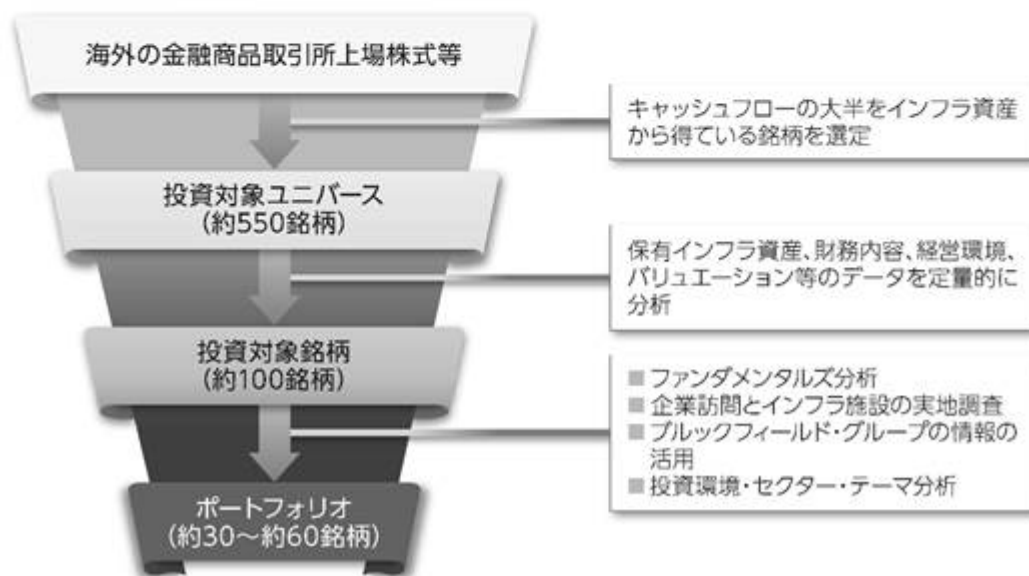 海外の金融商品取引所上場株式等
キャッシュフローの大半をインフラ資産
から得ている銘柄を選定
投資対象ユニバース
(約550銘柄)
保有インフラ資産、財務内容、経営環境、
バリュエーション等のデータを定量的に
分析
投資対象銘柄
(約100銘柄)
■ファンダメンタルズ分析
■企業訪問とインフラ施設の実地調査
■ブルックフィールド・グループの情報の
活用
■投資環境・セクター・テーマ分析
ポートフォリオ
(約30～約60銘柄)